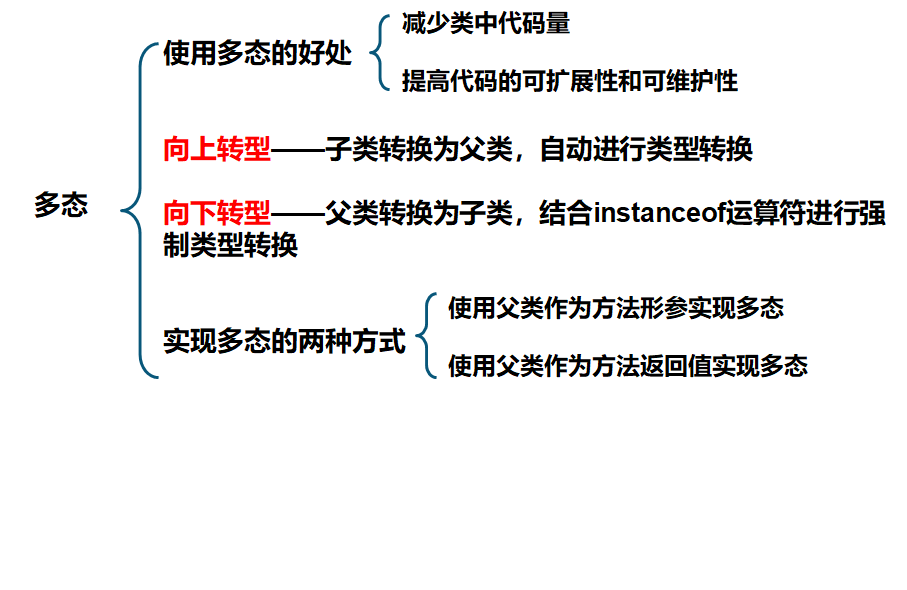 减少类中代码量
使用多态的好处
提高代码的可扩展性和可维护性
向上转型——子类转换为父类，自动进行类型转换
多态
向下转型——父类转换为子类，结合instanceof运算符进行强
制类型转换
使用父类作为方法形参实现多态
实现多态的两种方式
使用父类作为方法返回值实现多态